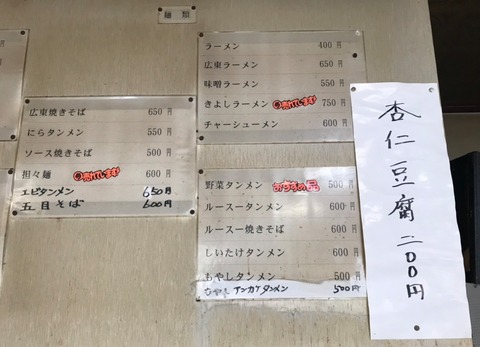 麺類
ラーメン 400円
広東ラーメン 650円
味噌ラーメン 550円
きよしラーメン 辛いします 750円
チャーシューメン 600円
広東焼きそば 650円
にらタンメン 550円
ソース焼きそば 500円
担々麺 辛いします 600円
エビタンメン 650円
五目そば 600円
野菜タンメン おすすめ品 500円
ルースータンメン 600円
ルースー焼きそば 600円
しいたけタンメン 600円
もやしタンメン 500円
アンカケタンメン 500円
杏仁豆腐 二00円